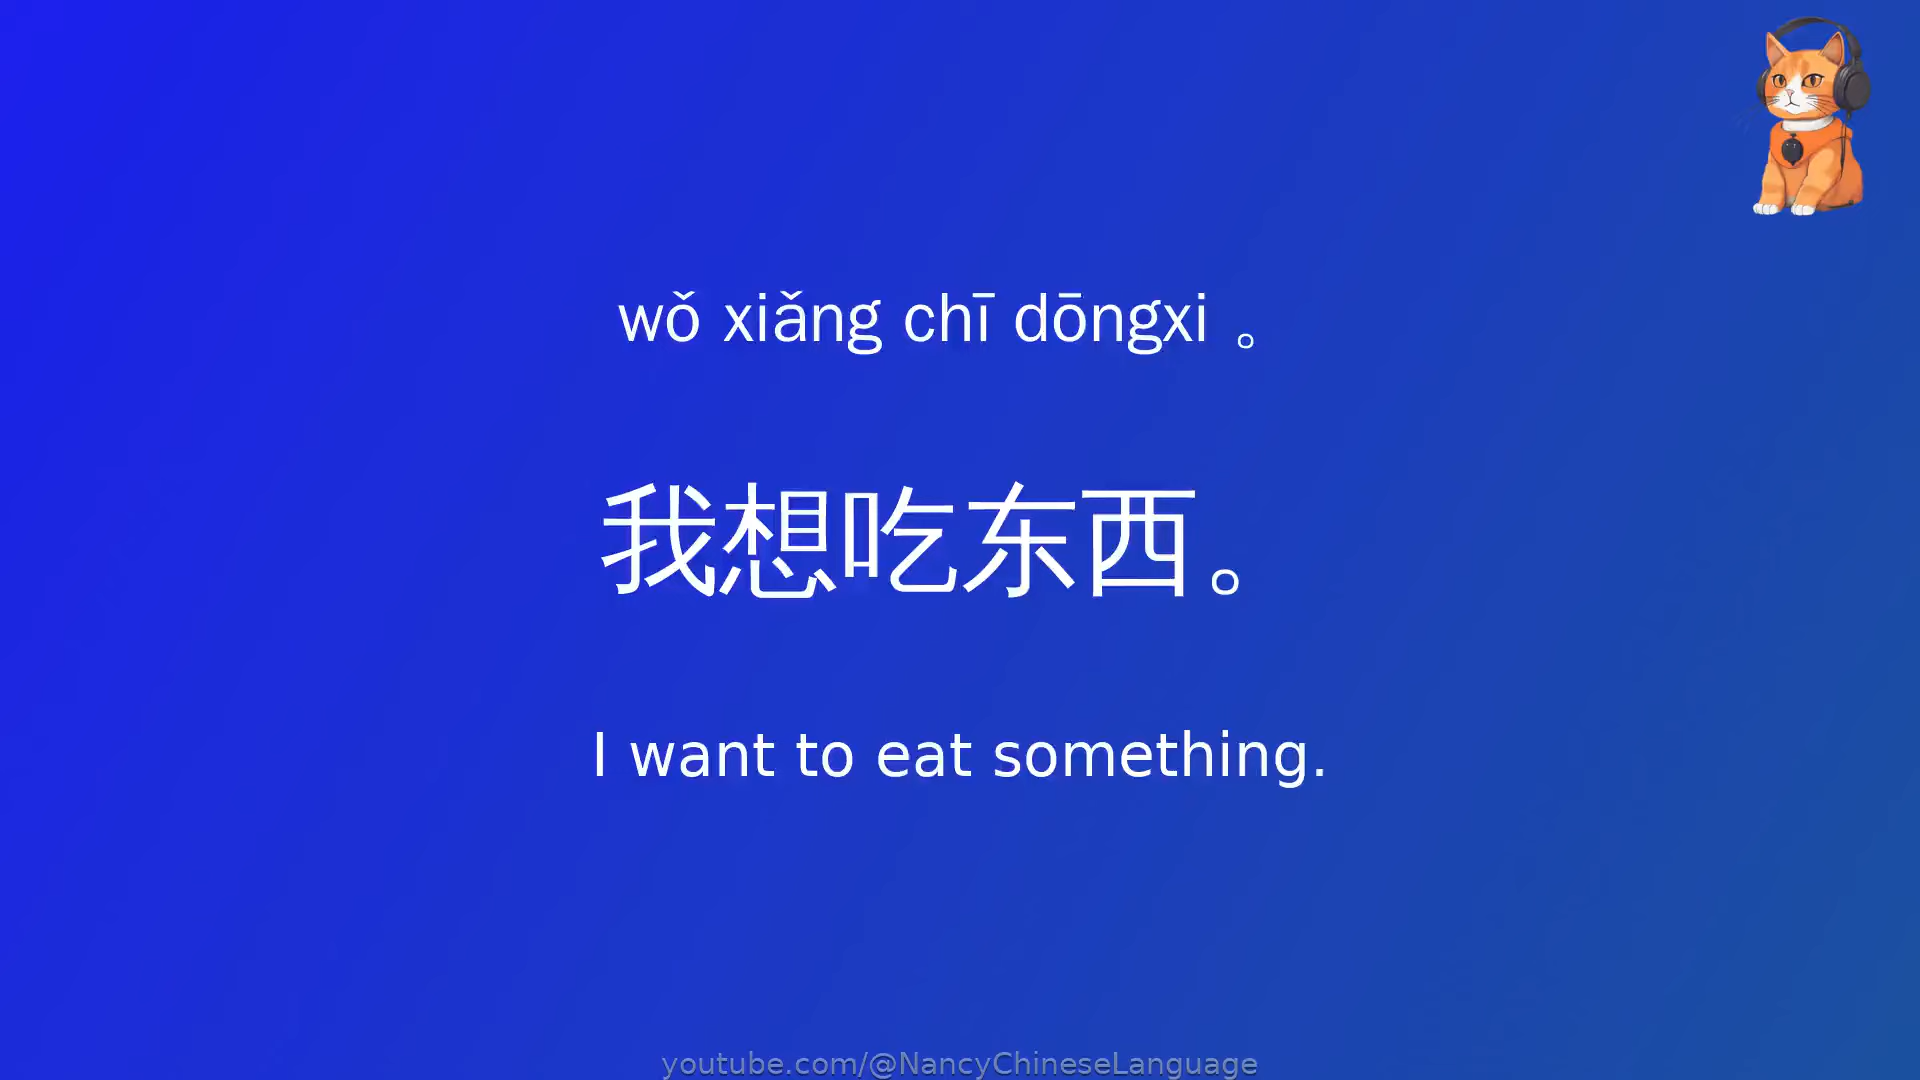 wǒ xiǎng chī dōngxi 。
我想吃东西。
I want to eat something.
youtube.com/@NancyChineseLanguage